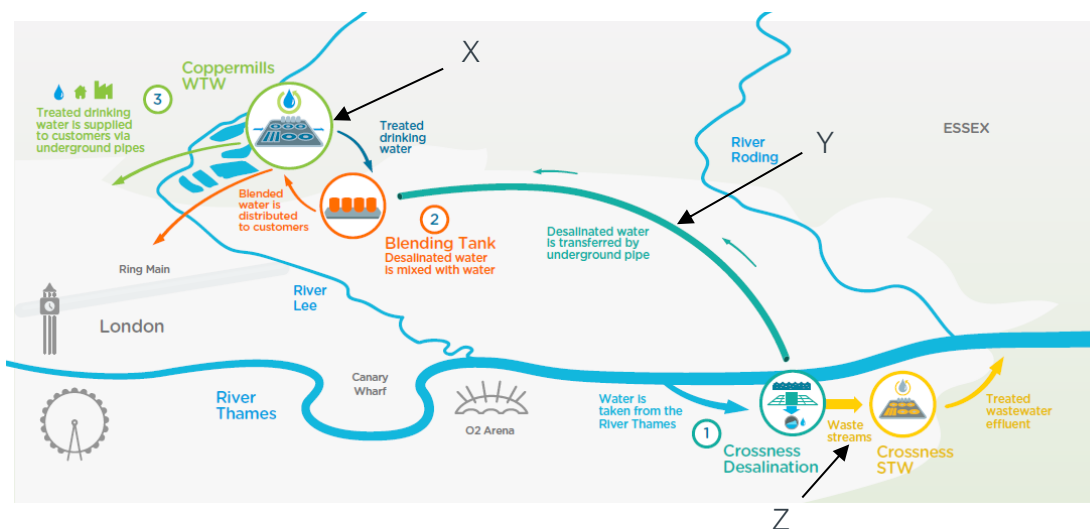 X
Coppermills
WTW
3
Treated drinking
water is supplied
to customers via
underground pipes
Treated
drinking
water
River
Roding
Y
ESSEX
Blended
water is
distributed
to customers
2
Blending Tank
Desalinated water
is mixed with water
Desalinated water
is transferred by
underground pipe
Ring Main
River
Lee
London
River
Thames
Canary
Wharf
O2 Arena
Water is
taken from the
River Thames
1
Crossness
Desalination
Waste
streams
Crossness
STW
Treated
wastewater
effluent
Z